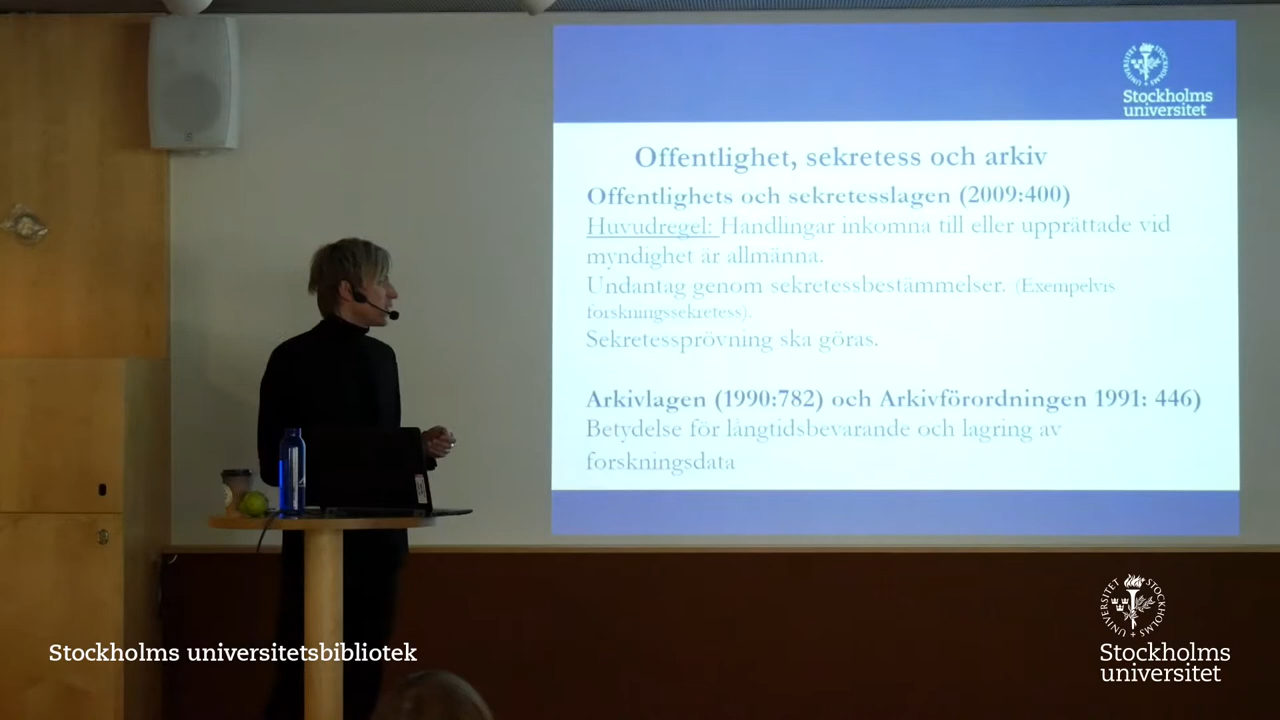 Stockholms
universitet
Offentlighet, sekretess och arkiv
Offentlighets och sekretesslagen (2009:400)
Huvudregel: Handlingar inkomna till eller upprättade vid
myndighet är allmänna.
Undantag genom sekretessbestämmelser. (Exempelvis
forskningssekretess).
Sekretessprövning ska göras.
Arkivlagen (1990:782) och Arkivförordningen 1991: 446)
Betydelse för långtidsbevarande och lagring av
forskningsdata
STOCKHOLMS UNIVERSITET
Stockholms universitetsbibliotek
Stockholms
universitet